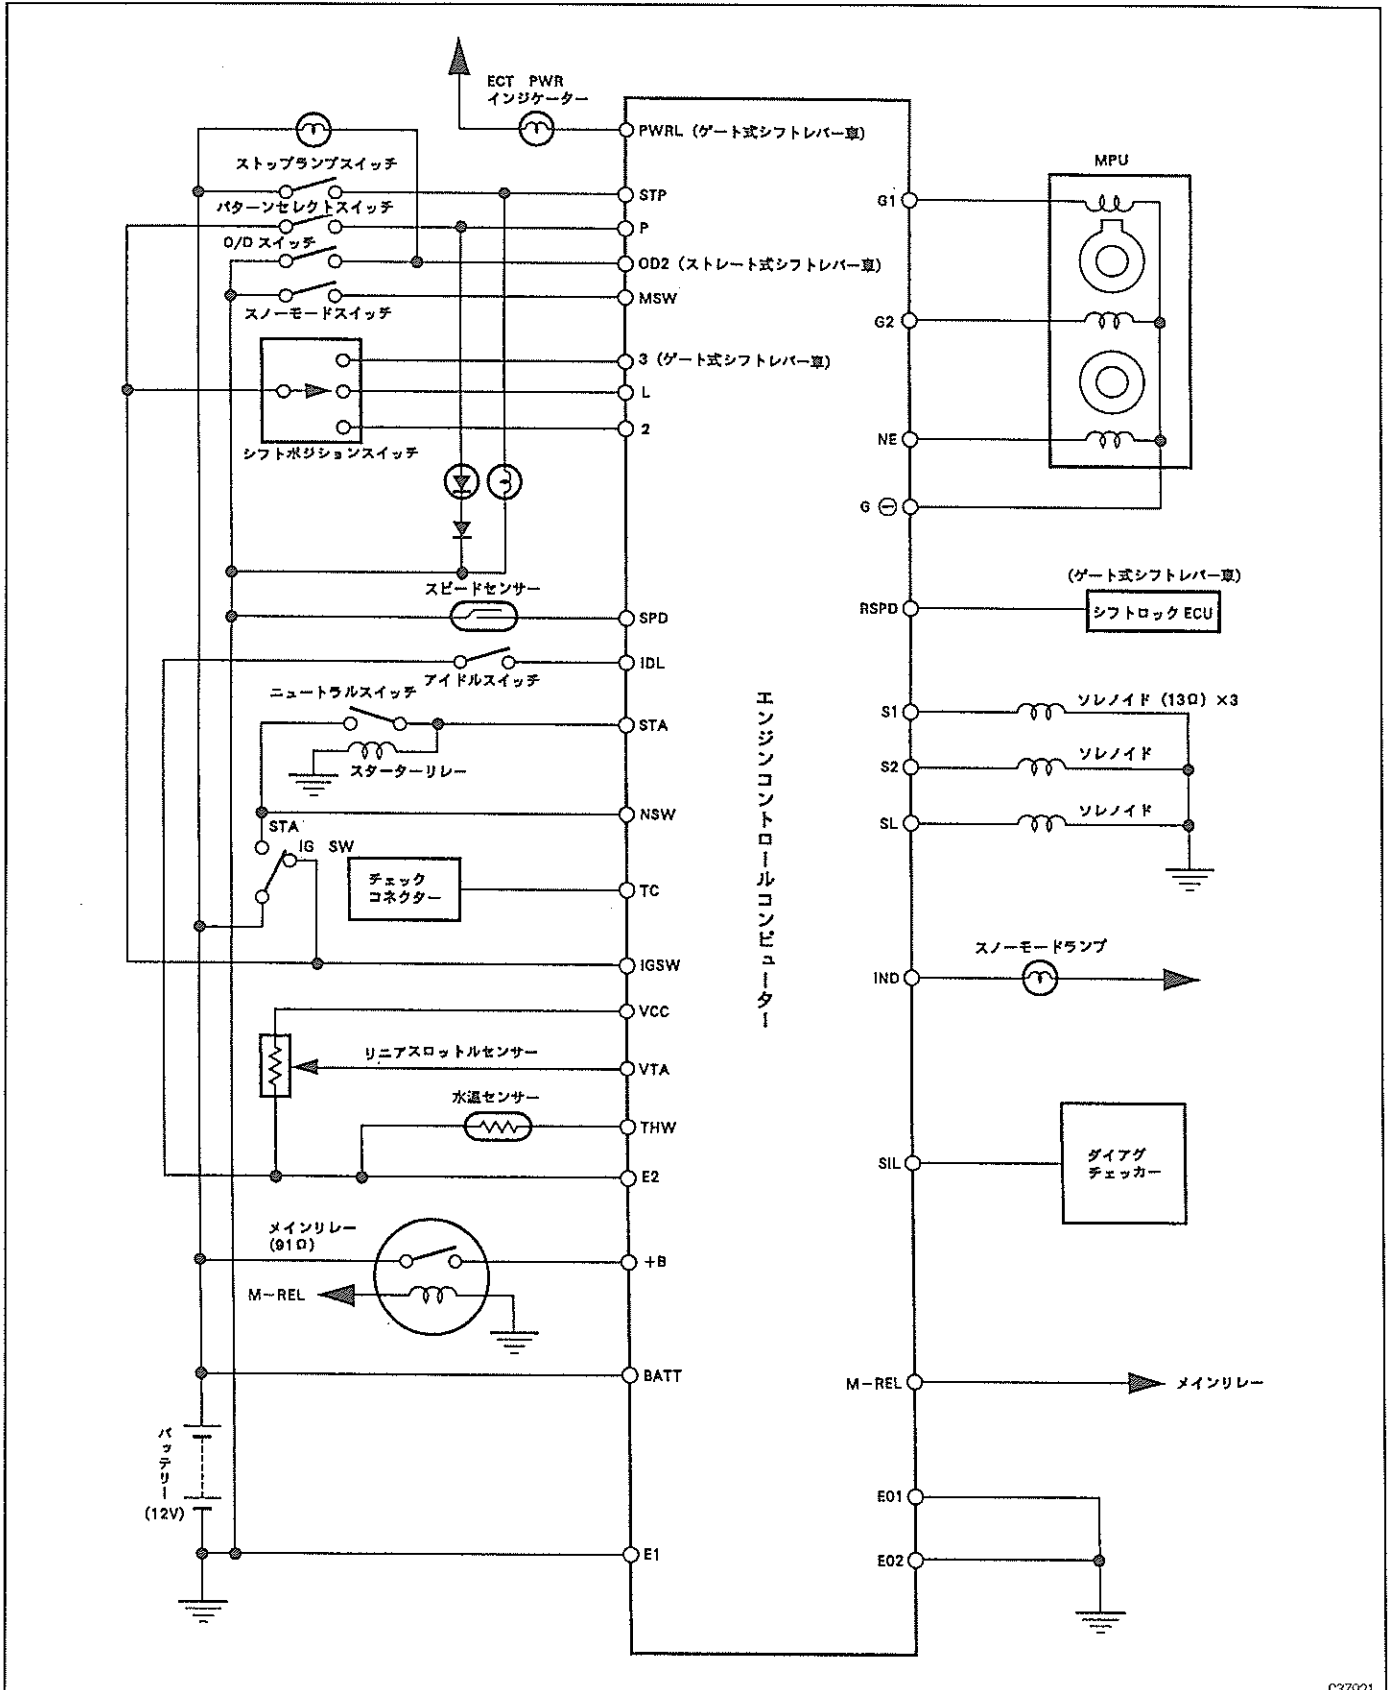 ECT PWR
インジケーター
PWRL (ゲート式シフトレバー車)
ストップランプスイッチ
STP
パターンセレクトスイッチ
P
O/D スイッチ
OD2 (ストレート式シフトレバー車)
MSW
スノーモードスイッチ
3 (ゲート式シフトレバー車)
L
2
シフトポジションスイッチ
スピードセンサー
SPD
IDL
アイドルスイッチ
ニュートラルスイッチ
STA
スターターリレー
NSW
STA
IG SW
チェック
コネクター
TC
IGSW
VCC
リニアスロットルセンサー
VTA
水温センサー
THW
E2
メインリレー
(91Ω)
+B
M-REL
BATT
バッテリー
(12V)
E1
エンジンコントロールコンピューター
MPU
G1
G2
NE
G ⊖
(ゲート式シフトレバー車)
RSPD
シフトロック ECU
S1
ソレノイド (13Ω) ×3
S2
ソレノイド
SL
ソレノイド
スノーモードランプ
IND
SIL
ダイアグ
チェッカー
M-REL
メインリレー
E01
E02
C37921